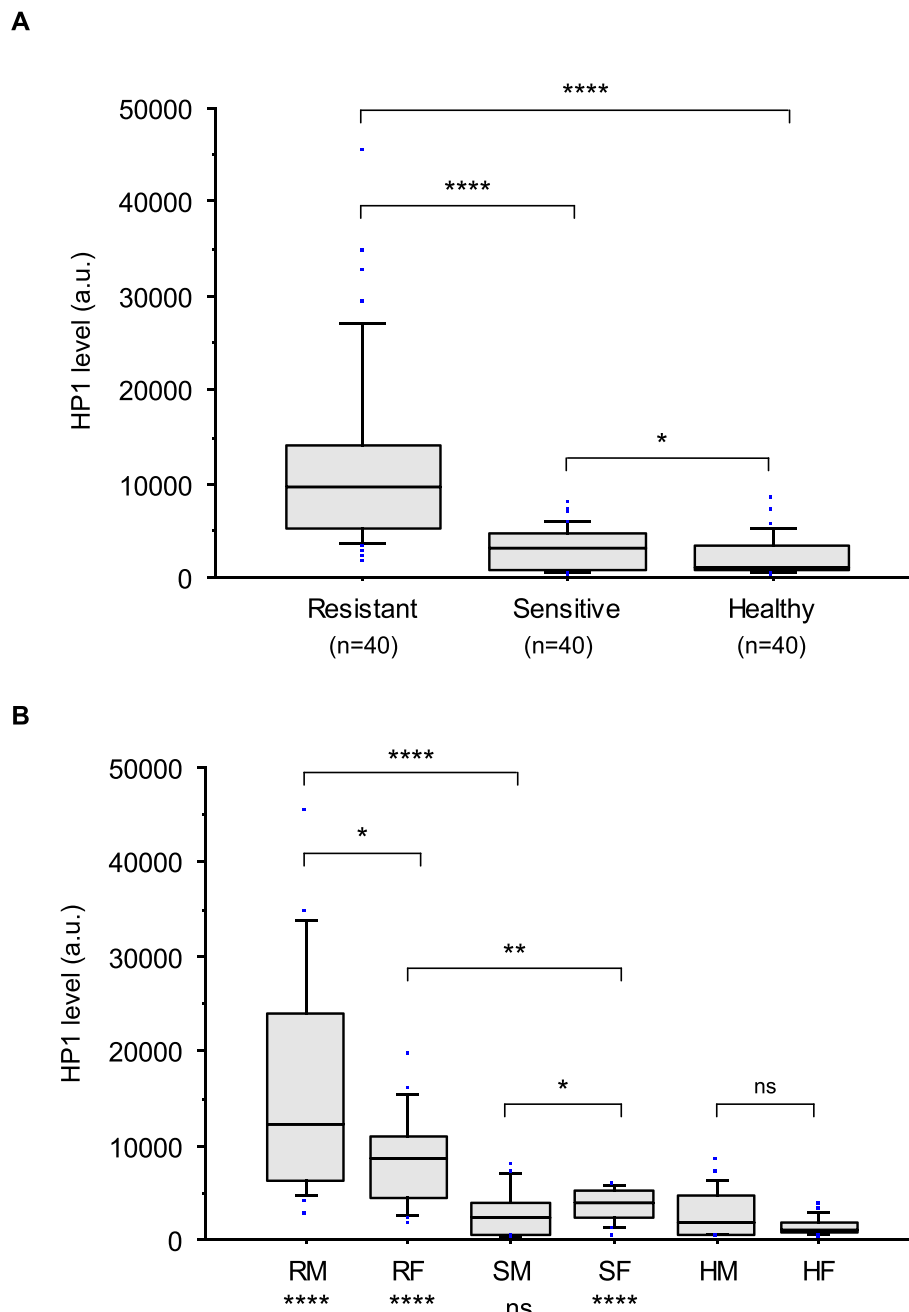 A
****
50000
****
40000
30000
HP1 level (a.u.)
20000
*
10000
0
Resistant Sensitive Healthy
(n=40) (n=40) (n=40)
B
****
50000
*
40000
30000
**
HP1 level (a.u.)
20000
* ns
10000
0
RM RF SM SF HM HF
**** **** ns ****